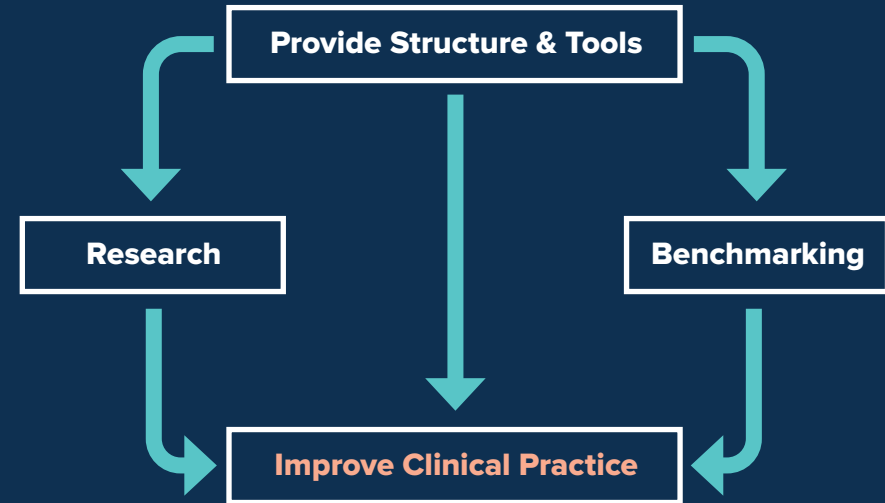 Provide Structure & Tools
Research
Benchmarking
Improve Clinical Practice